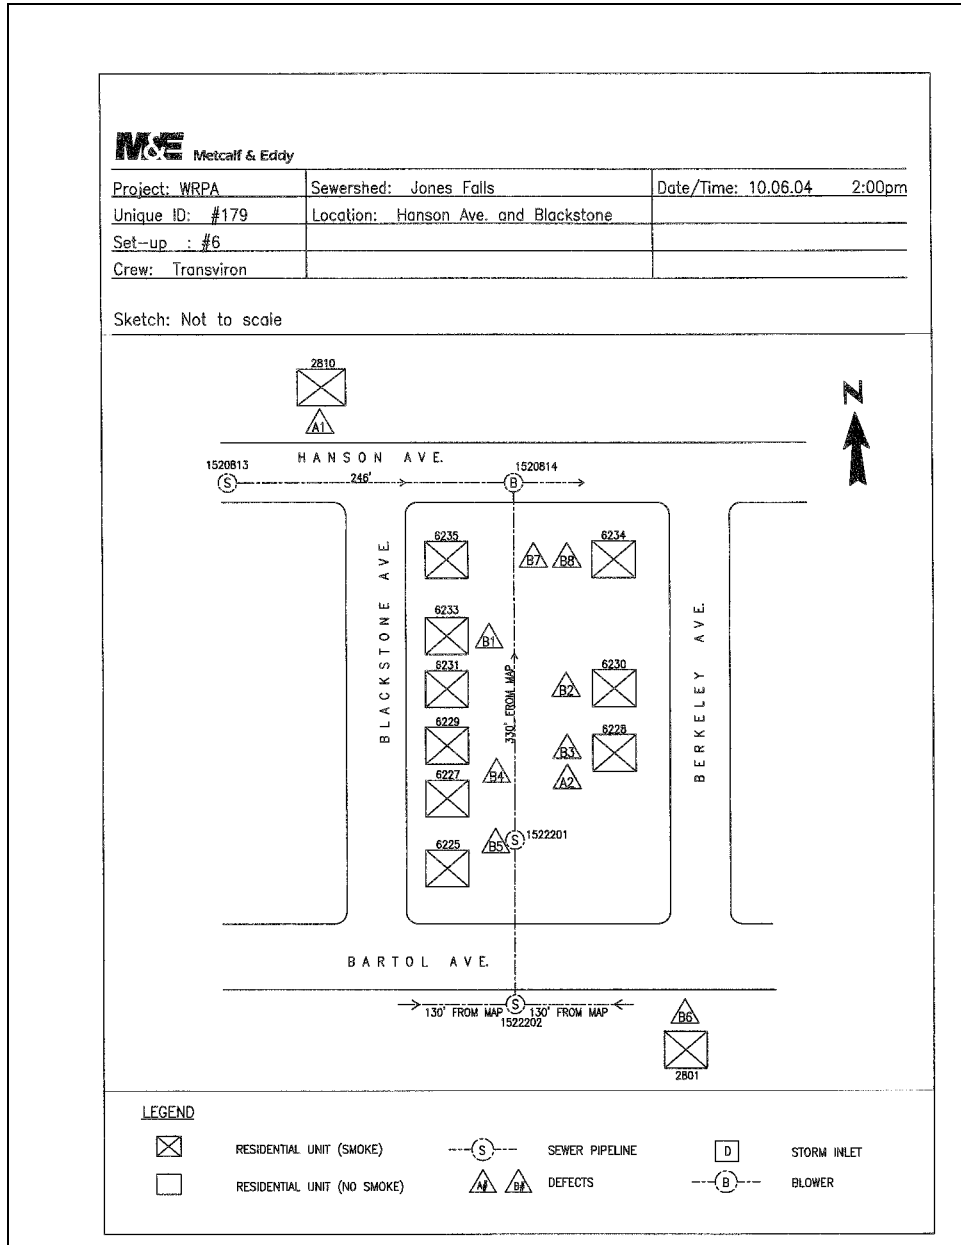 M&E Metcalf & Eddy
Project: WRPA Sewershed: Jones Falls Date/Time: 10.06.04 2:00pm
Unique ID: #179 Location: Hanson Ave. and Blackstone
Set-up : #6
Crew: Transviron
Sketch: Not to scale
2810
A1
N
HANSON AVE.
1520813
1520814
S
246'
B
6235
B7
B8
6234
BLACKSTONE AVE.
6233
B1
6231
330' FROM MAP
B2
6230
BERKELEY AVE.
6229
B3
6228
B4
A2
6227
6225
B5
S
1522201
BARTOL AVE.
130' FROM MAP
S
130' FROM MAP
1522202
B6
2801
LEGEND
RESIDENTIAL UNIT (SMOKE)
S
SEWER PIPELINE
D
STORM INLET
RESIDENTIAL UNIT (NO SMOKE)
A#
B#
DEFECTS
B
BLOWER